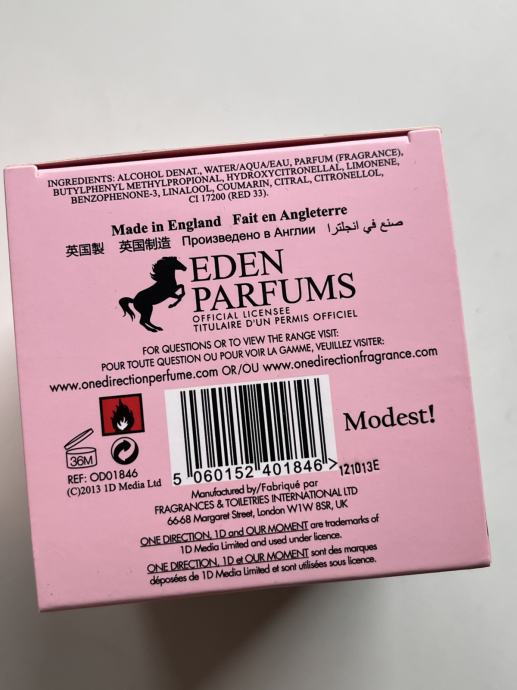 INGREDIENTS: ALCOHOL DENAT., WATER/AQUA/EAU, PARFUM (FRAGRANCE),
BUTYLPHENYL METHYLPROPIONAL, HYDROXYCITRONELLAL, LIMONENE,
BENZOPHENONE-3, LINALOOL, COUMARIN, CITRAL, CITRONELLOL,
CI 17200 (RED 33).
Made in England Fait en Angleterre
英国製 英国制造 Произведено в Англии صنع في انجلترا
EDEN
PARFUMS
OFFICIAL LICENSEE
TITULAIRE D'UN PERMIS OFFICIEL
FOR QUESTIONS OR TO VIEW THE RANGE VISIT:
POUR TOUTE QUESTION OU POUR VOIR LA GAMME, VEUILLEZ VISITER:
www.onedirectionperfume.com OR/OU www.onedirectionfragrance.com
36M
REF: OD01846
(C)2013 1D Media Ltd
5 060152 401846 >
121013E
Modest!
Manufactured by/Fabriqué par
FRAGRANCES & TOILETRIES INTERNATIONAL LTD
66-68 Margaret Street, London W1W 8SR, UK
ONE DIRECTION, 1D and OUR MOMENT are trademarks of
1D Media Limited and used under licence.
ONE DIRECTION, 1D et OUR MOMENT sont des marques
déposées de 1D Media Limited et sont utilisées sous licence.